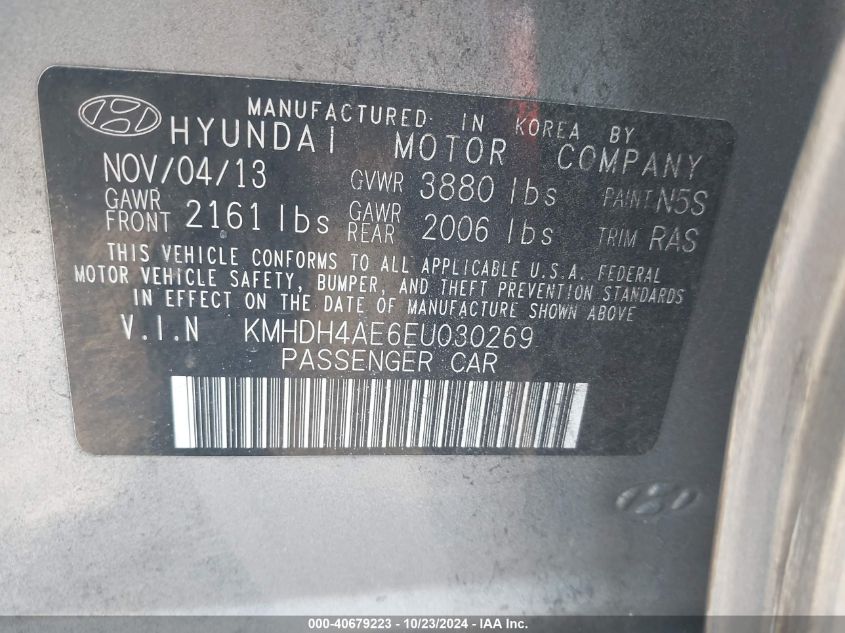 MANUFACTURED IN KOREA BY
HYUNDAI MOTOR COMPANY
NOV/04/13 GVWR 3880 lbs PAINT N5S
GAWR FRONT 2161 lbs GAWR REAR 2006 lbs TRIM RAS
THIS VEHICLE CONFORMS TO ALL APPLICABLE U.S.A. FEDERAL
MOTOR VEHICLE SAFETY, BUMPER, AND THEFT PREVENTION STANDARDS
IN EFFECT ON THE DATE OF MANUFACTURE SHOWN ABOVE
V.I.N KMHDH4AE6EU030269
PASSENGER CAR
000-40679223 - 10/23/2024 - IAA Inc.